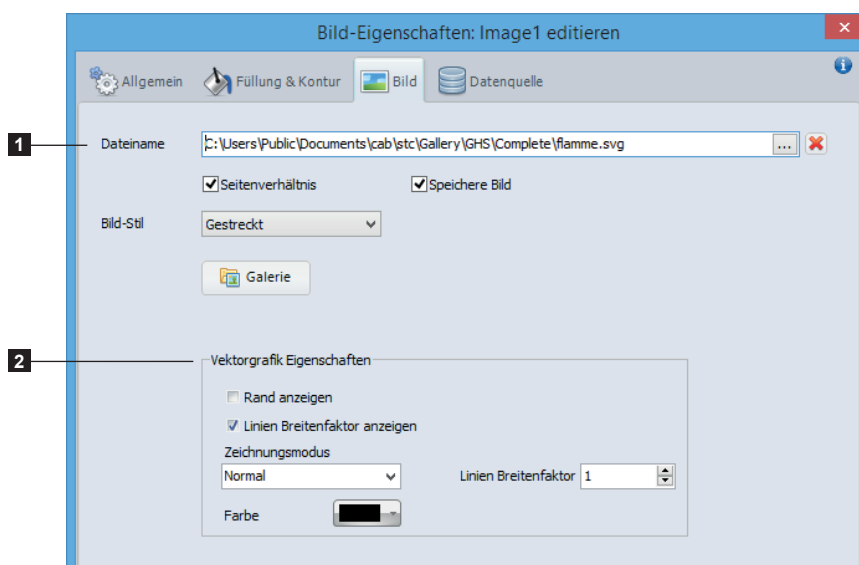 Bild-Eigenschaften: Image1 editieren
Allgemein Füllung & Kontur Bild Datenquelle
1 Dateiname C:\Users\Public\Documents\cab\stc\Gallery\GHS\Complete\flamme.svg ...
Seitenverhältnis Speichere Bild
Bild-Stil Gestreckt
Galerie
2 Vektorgrafik Eigenschaften
Rand anzeigen
Linien Breitenfaktor anzeigen
Zeichnungsmodus
Normal Linien Breitenfaktor 1
Farbe